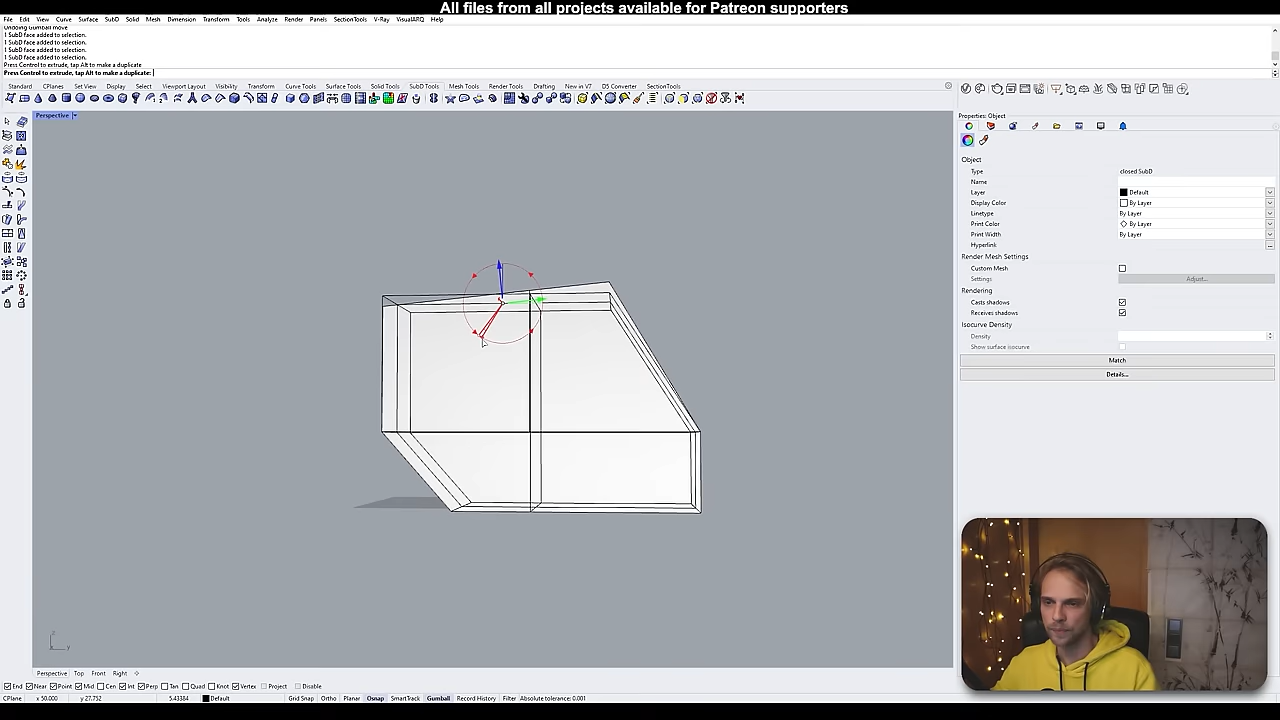 All files from all projects available for Patreon supporters
File Edit View Curve Surface SubD Solid Mesh Dimension Transform Tools Analyze Render Panels SectionTools V-Ray VisualARQ Help
Undoing Gumball move
1 SubD face added to selection.
1 SubD face added to selection.
1 SubD face added to selection.
1 SubD face added to selection.
Press Control to extrude, tap Alt to make a duplicate
Press Control to extrude, tap Alt to make a duplicate:
Standard CPlanes Set View Display Select Viewport Layout Visibility Transform Curve Tools Surface Tools Solid Tools SubD Tools Mesh Tools Render Tools Drafting New in V7 D5 Converter SectionTools
Perspective
Properties: Object
Object
Type closed SubD
Name
Layer Default
Display Color By Layer
Linetype By Layer
Print Color By Layer
Print Width By Layer
Hyperlink ...
Render Mesh Settings
Custom Mesh
Settings Adjust...
Rendering
Casts shadows
Receives shadows
Isocurve Density
Density
Show surface isocurve
Match
Details...
Perspective Top Front Right
End Near Point Mid Cen Int Perp Tan Quad Knot Vertex Project Disable
CPlane x 50.000 y 27.752 5.43384 Default Grid Snap Ortho Planar Osnap SmartTrack Gumball Record History Filter Absolute tolerance: 0.001